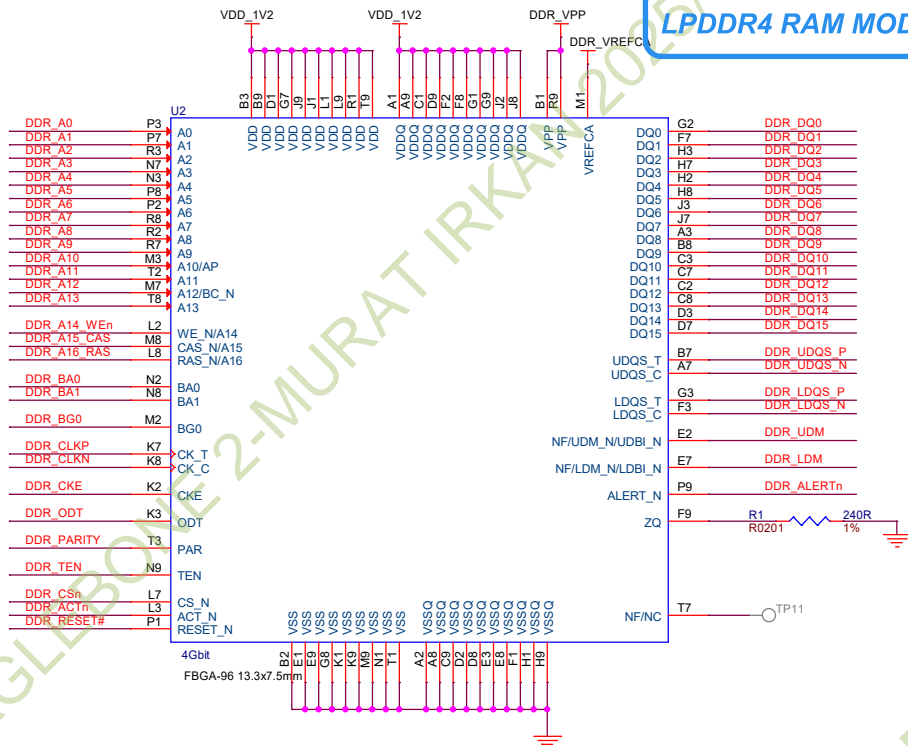 LPDDR4 RAM MOD
VDD_1V2 VDD_1V2 DDR_VPP
DDR_VREFCA
B3 B9 D1 G7 J9 J1 L1 L9 R1 T9 A1 A9 C1 D9 F2 F8 G1 G9 J2 J8 B1 R9 M1
U2
VDD VDD VDD VDD VDD VDD VDD VDD VDD VDD VDDQ VDDQ VDDQ VDDQ VDDQ VDDQ VDDQ VDDQ VDDQ VDDQ VPP VPP VREFCA
DDR_A0 P3 A0
DDR_A1 P7 A1
DDR_A2 R3 A2
DDR_A3 N7 A3
DDR_A4 N3 A4
DDR_A5 P8 A5
DDR_A6 P2 A6
DDR_A7 R8 A7
DDR_A8 R2 A8
DDR_A9 R7 A9
DDR_A10 M3 A10/AP
DDR_A11 T2 A11
DDR_A12 M7 A12/BC_N
DDR_A13 T8 A13
DDR_A14_WEn L2 WE_N/A14
DDR_A15_CAS M8 CAS_N/A15
DDR_A16_RAS L8 RAS_N/A16
DDR_BA0 N2 BA0
DDR_BA1 N8 BA1
DDR_BG0 M2 BG0
DDR_CLKP K7 CK_T
DDR_CLKN K8 CK_C
DDR_CKE K2 CKE
DDR_ODT K3 ODT
DDR_PARITY T3 PAR
DDR_TEN N9 TEN
DDR_CSn L7 CS_N
DDR_ACTn L3 ACT_N
DDR_RESET# P1 RESET_N
DQ0 G2 DDR_DQ0
DQ1 F7 DDR_DQ1
DQ2 H3 DDR_DQ2
DQ3 H7 DDR_DQ3
DQ4 H2 DDR_DQ4
DQ5 H8 DDR_DQ5
DQ6 J3 DDR_DQ6
DQ7 J7 DDR_DQ7
DQ8 A3 DDR_DQ8
DQ9 B8 DDR_DQ9
DQ10 C3 DDR_DQ10
DQ11 C7 DDR_DQ11
DQ12 C2 DDR_DQ12
DQ13 C8 DDR_DQ13
DQ14 D3 DDR_DQ14
DQ15 D7 DDR_DQ15
UDQS_T B7 DDR_UDQS_P
UDQS_C A7 DDR_UDQS_N
LDQS_T G3 DDR_LDQS_P
LDQS_C F3 DDR_LDQS_N
NF/UDM_N/UDBI_N E2 DDR_UDM
NF/LDM_N/LDBI_N E7 DDR_LDM
ALERT_N P9 DDR_ALERTn
ZQ F9 R1 240R
R0201 1%
NF/NC T7 TP11
VSS VSS VSS VSS VSS VSS VSS VSS VSS VSSQ VSSQ VSSQ VSSQ VSSQ VSSQ VSSQ VSSQ VSSQ VSSQ
4Gbit
B2 E1 E9 G8 K1 K9 M9 N1 T1 A2 A8 C9 D2 D8 E3 E8 F1 H1 H9
FBGA-96 13.3x7.5mm
AGLEBONE 2-MURAT IRKAN 2025